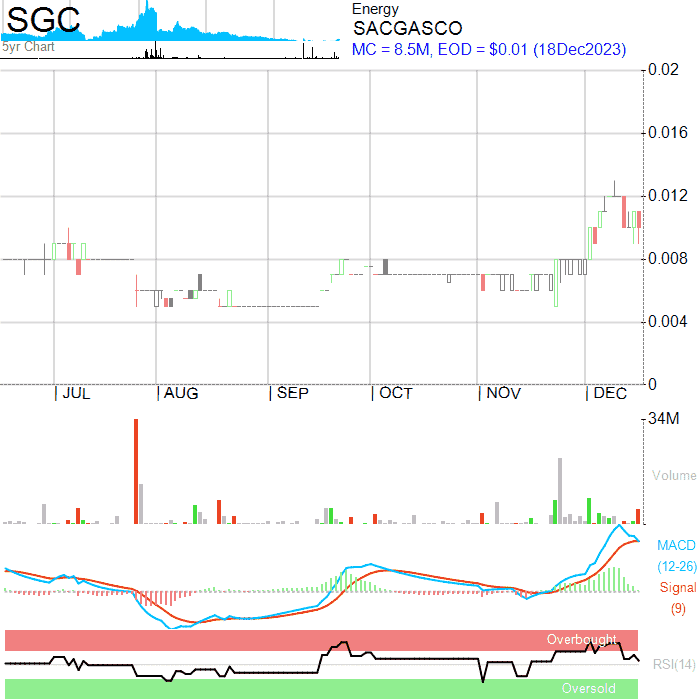 SGC
5yr Chart
Energy
SACGASCO
MC = 8.5M, EOD = $0.01 (18Dec2023)
0.02
0.016
0.012
0.008
0.004
0
| JUL | AUG | SEP | OCT | NOV | DEC
34M
Volume
MACD
(12-26)
Signal
(9)
Overbought
RSI(14)
Oversold